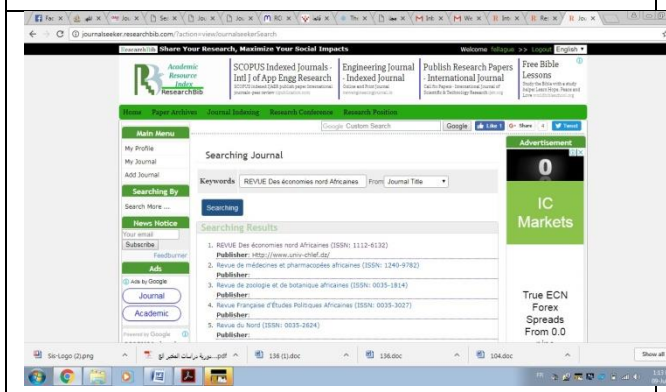 journalseeker.researchbib.com/?action=viewJournalseekerSearch
ResearchBib Share Your Research, Maximize Your Social Impacts
Welcome >> Logout English
Academic
Resource
Index
ResearchBib
SCOPUS Indexed Journals -
Intl J of App Engg Research
Engineering Journal
- Indexed Journal
Publish Research Papers
- International Journal
Free Bible
Lessons
Home Paper Archives Journal Indexing Research Conference Research Position
Google Custom Search Google Like Share Tweet
Main Menu
My Profile
My Journal
Add Journal
Searching By
Search More ...
News Notice
Your email
Subscribe
Feedburner
Ads
Ads by Google
Journal
Academic
Powered by Google
Searching Journal
Keywords REVUE Des économies nord Africaines From Journal Title
Searching
Searching Results
1. REVUE Des économies nord Africaines (ISSN: 1112-6132)
Publisher: Http://www.univ-chlef.dz/
2. Revue de médecines et pharmacopées africaines (ISSN: 1240-9782)
Publisher:
3. Revue de zoologie et de botanique africaines (ISSN: 0035-1814)
Publisher:
4. Revue Française d'Études Politiques Africaines (ISSN: 0035-3027)
Publisher:
5. Revue du Nord (ISSN: 0035-2624)
Publisher:
Advertisement
0
IC
Markets
True ECN
Forex
Spreads
From 0.0
Sis-Logo (2).png
138 (1).doc
136.doc
104.doc
Show all
FR